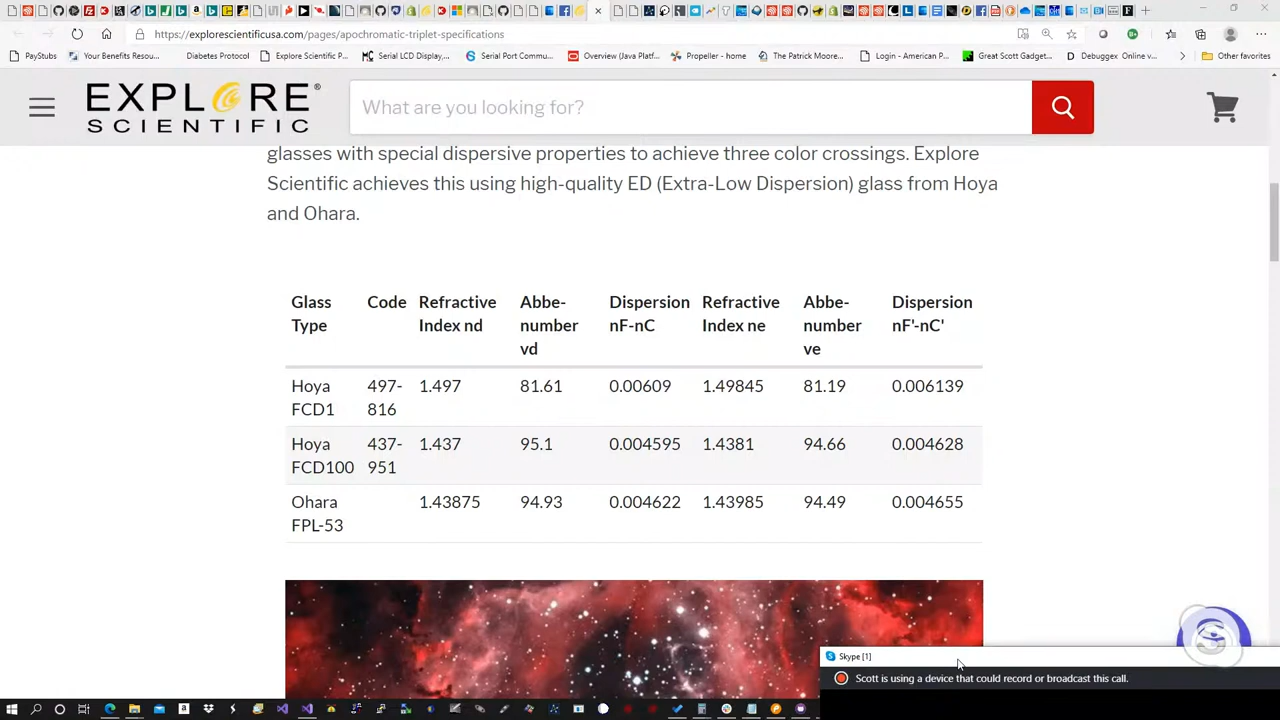 https://explorescientificusa.com/pages/apochromatic-triplet-specifications
PayStubs Your Benefits Resou... Diabetes Protocol Explore Scientific P... Serial LCD Display,... Serial Port Commu... Overview (Java Platf... Propeller - home The Patrick Moore... Login - American P... Great Scott Gadget... Debuggex Online v... Other favorites
EXPLORE® What are you looking for?
SCIENTIFIC
glasses with special dispersive properties to achieve three color crossings. Explore
Scientific achieves this using high-quality ED (Extra-Low Dispersion) glass from Hoya
and Ohara.
Glass Code Refractive Abbe- Dispersion Refractive Abbe- Dispersion
Type Index nd number nF-nC Index ne number nF'-nC'
vd ve
Hoya 497- 1.497 81.61 0.00609 1.49845 81.19 0.006139
FCD1 816
Hoya 437- 1.437 95.1 0.004595 1.4381 94.66 0.004628
FCD100 951
Ohara 1.43875 94.93 0.004622 1.43985 94.49 0.004655
FPL-53
Skype [1]
Scott is using a device that could record or broadcast this call.